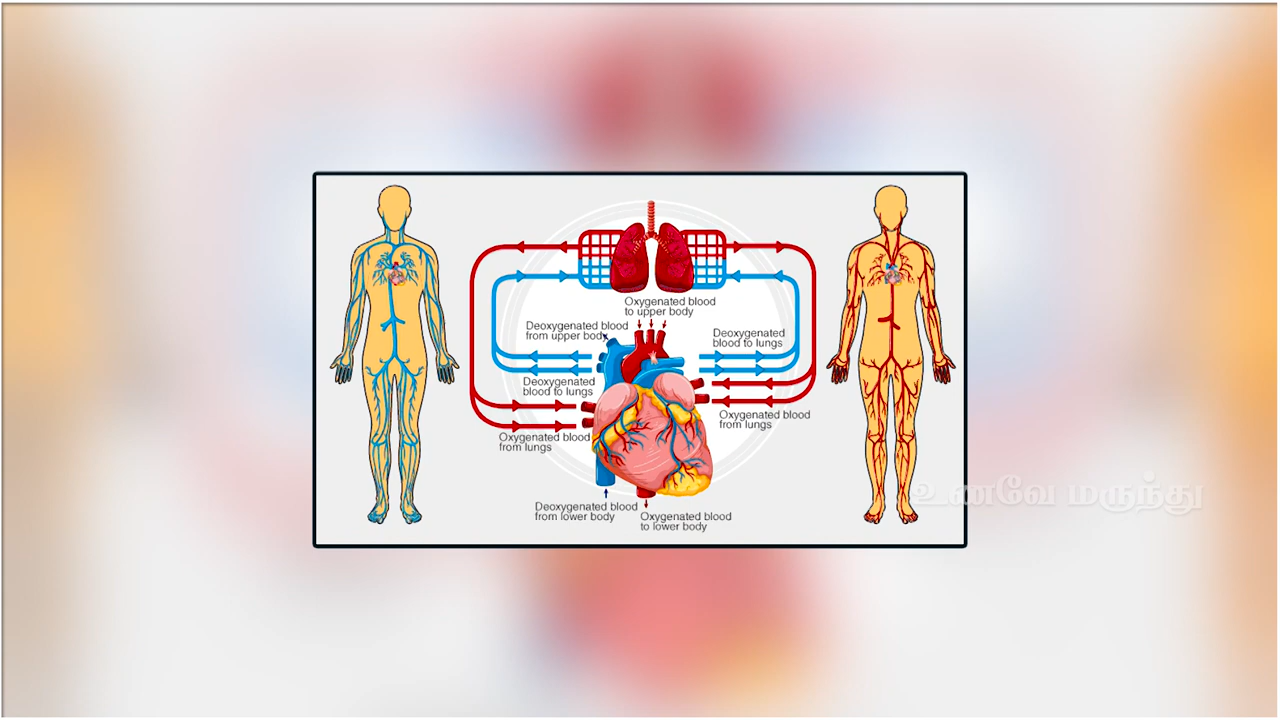 Oxygenated blood
to upper body
Deoxygenated blood
from upper body
Deoxygenated
blood to lungs
Deoxygenated
blood to lungs
Oxygenated blood
from lungs
Oxygenated blood
from lungs
உணவே மருந்து
Deoxygenated blood
from lower body
Oxygenated blood
to lower body